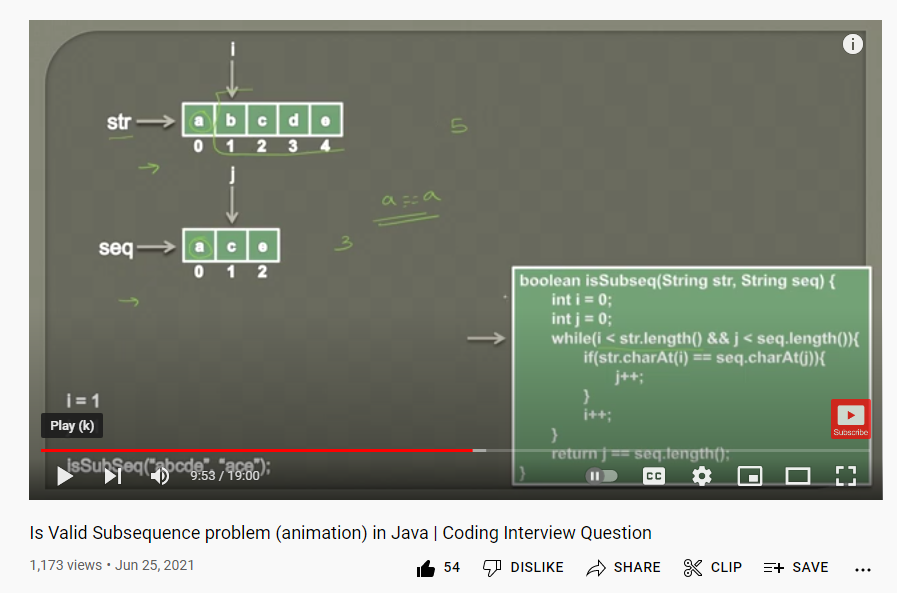 i
str
a b c d e
0 1 2 3 4
5
j
a == a
seq
a c e
3
0 1 2
boolean isSubseq(String str, String seq) {
int i = 0;
int j = 0;
while(i < str.length() && j < seq.length()){
if(str.charAt(i) == seq.charAt(j)){
j++;
}
i++;
}
return j == seq.length();
}
i = 1
Play (k)
Subscribe
isSubSeq("abcde", "ace");
9:53 / 19:00
CC
Is Valid Subsequence problem (animation) in Java | Coding Interview Question
1,173 views • Jun 25, 2021
54 DISLIKE SHARE CLIP SAVE ...